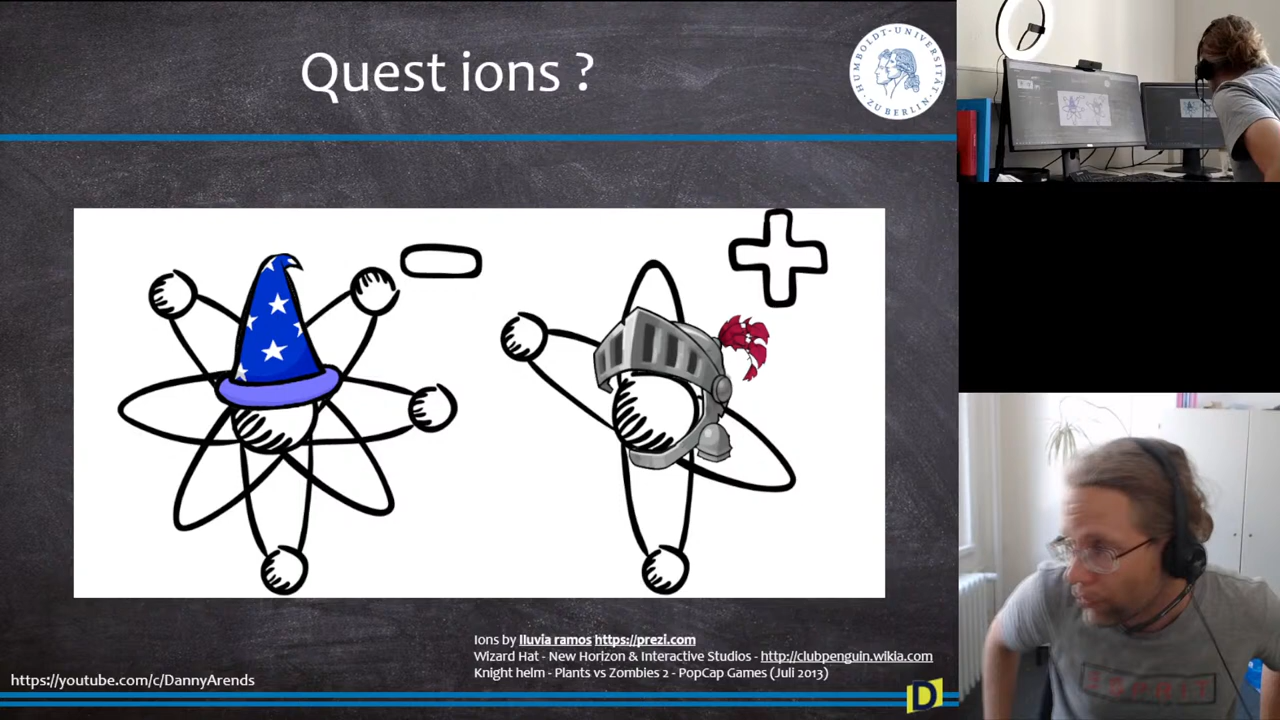 Quest ions ?
HUMBOLDT-UNIVERSITÄT ZU BERLIN
Ions by lluvia ramos https://prezi.com
Wizard Hat - New Horizon & Interactive Studios - http://clubpenguin.wikia.com
Knight helm - Plants vs Zombies 2 - PopCap Games (Juli 2013)
https://youtube.com/c/DannyArends
D
ESPRIT